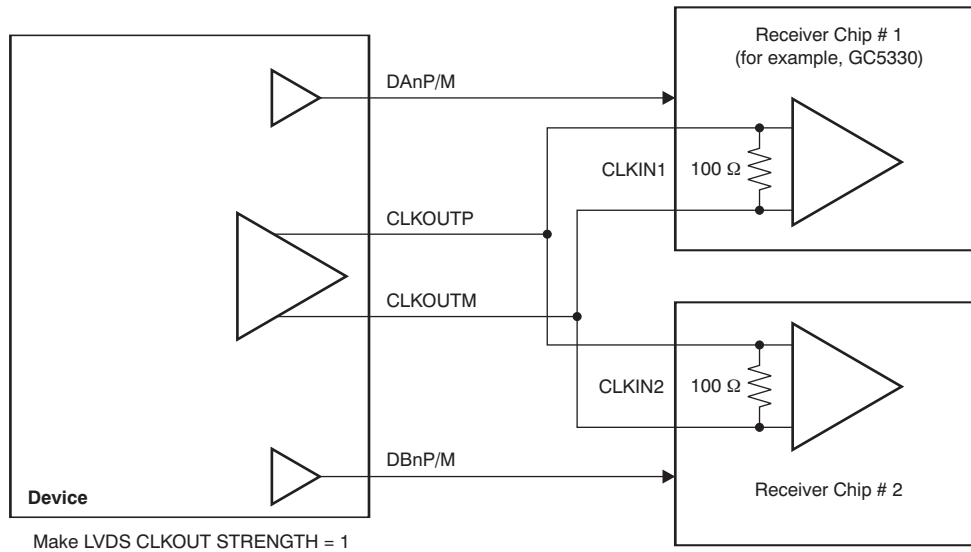 Receiver Chip # 1
(for example, GC5330)
DAnP/M
CLKIN1
100 Ω
CLKOUTP
CLKOUTM
CLKIN2
100 Ω
DBnP/M
Device
Receiver Chip # 2
Make LVDS CLKOUT STRENGTH = 1